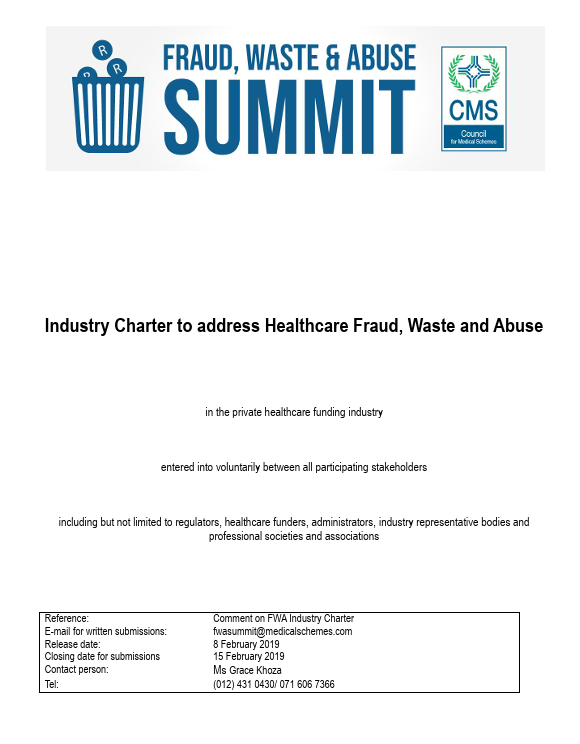 R
R
R
FRAUD, WASTE & ABUSE
SUMMIT
CMS
Council
for Medical Schemes
Industry Charter to address Healthcare Fraud, Waste and Abuse
in the private healthcare funding industry
entered into voluntarily between all participating stakeholders
including but not limited to regulators, healthcare funders, administrators, industry representative bodies and
professional societies and associations
Reference: Comment on FWA Industry Charter
E-mail for written submissions: fwasummit@medicalschemes.com
Release date: 8 February 2019
Closing date for submissions 15 February 2019
Contact person: Ms Grace Khoza
Tel: (012) 431 0430/ 071 606 7366